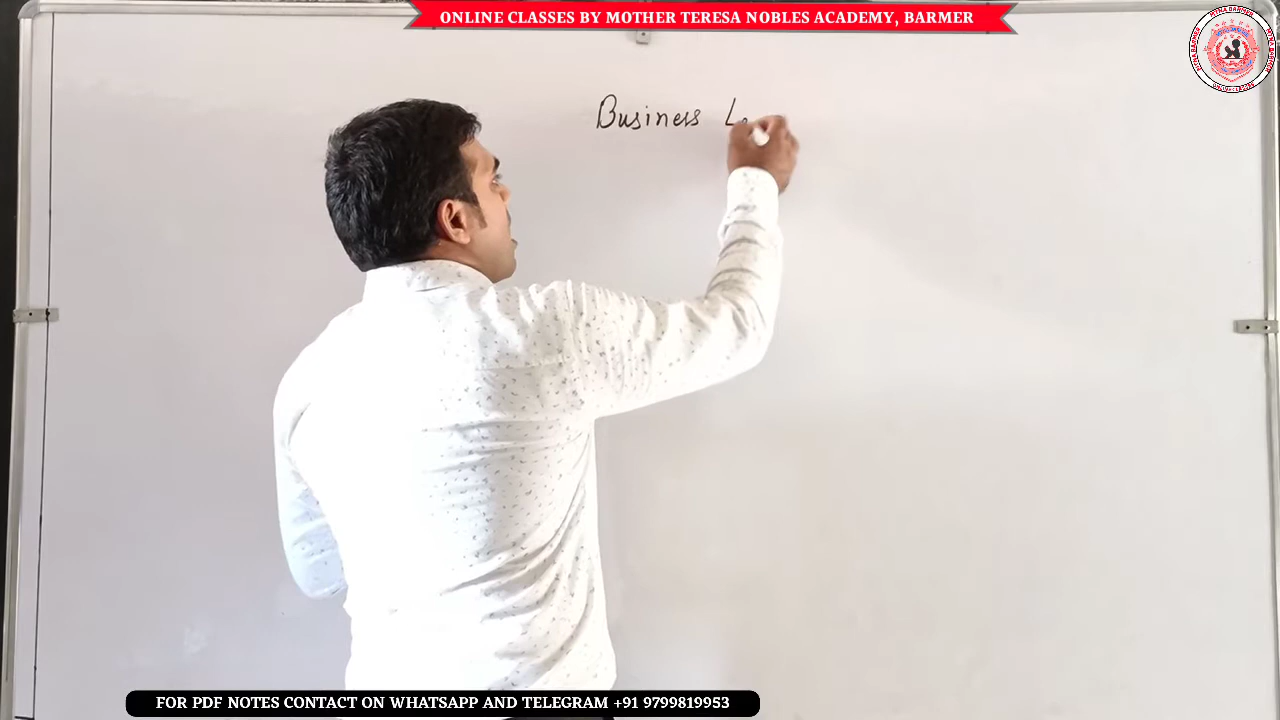 ONLINE CLASSES BY MOTHER TERESA NOBLES ACADEMY, BARMER
Business
FOR PDF NOTES CONTACT ON WHATSAPP AND TELEGRAM +91 9799819953